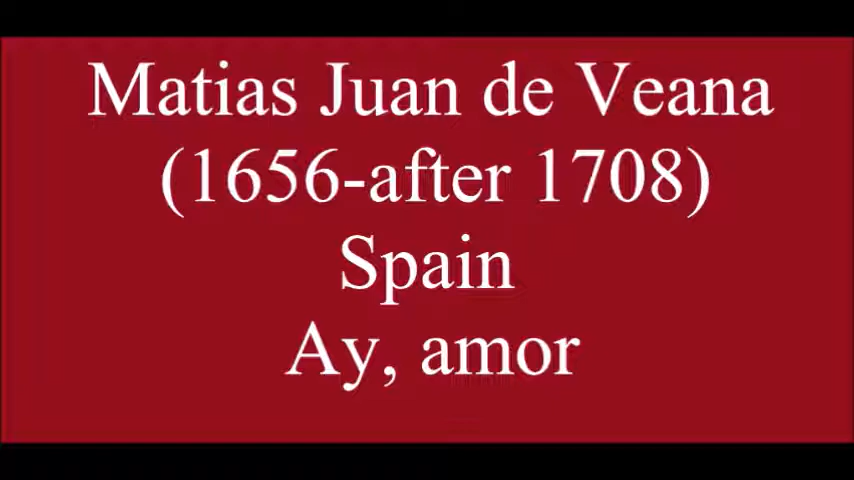 Matias Juan de Veana
(1656-after 1708)
Spain
Ay, amor